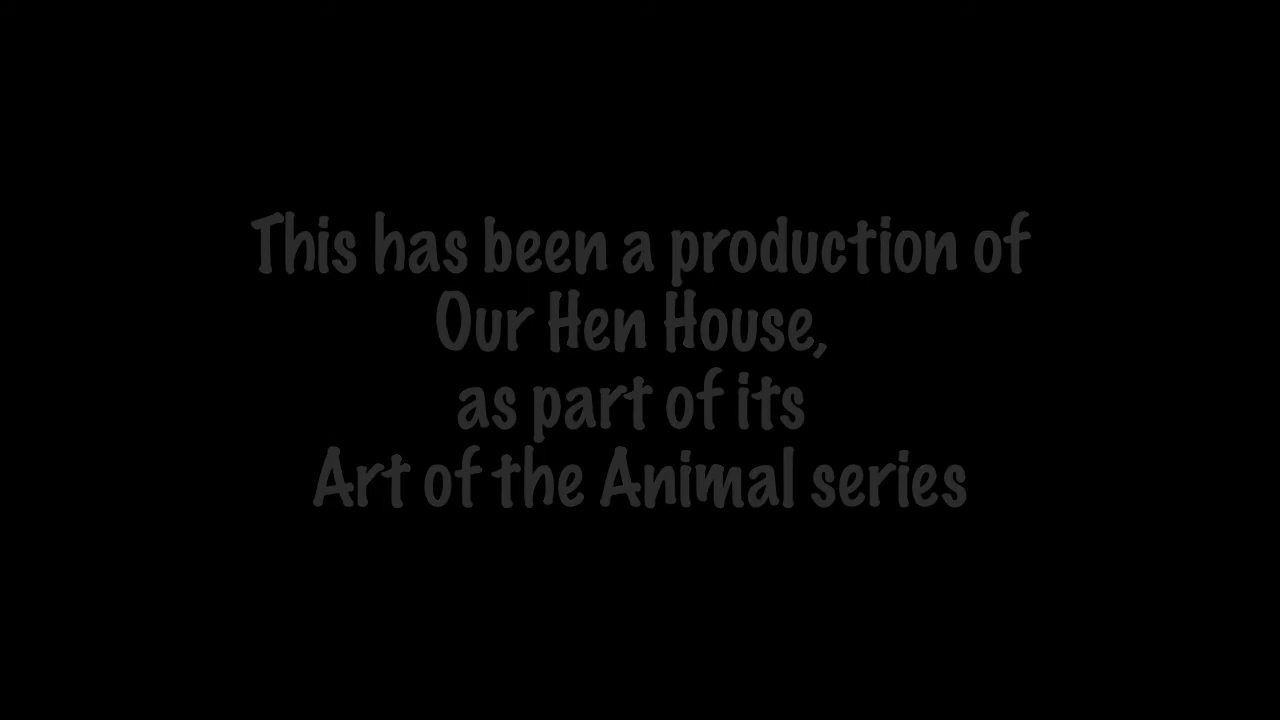 This has been a production of
Our Hen House,
as part of its
Art of the Animal series